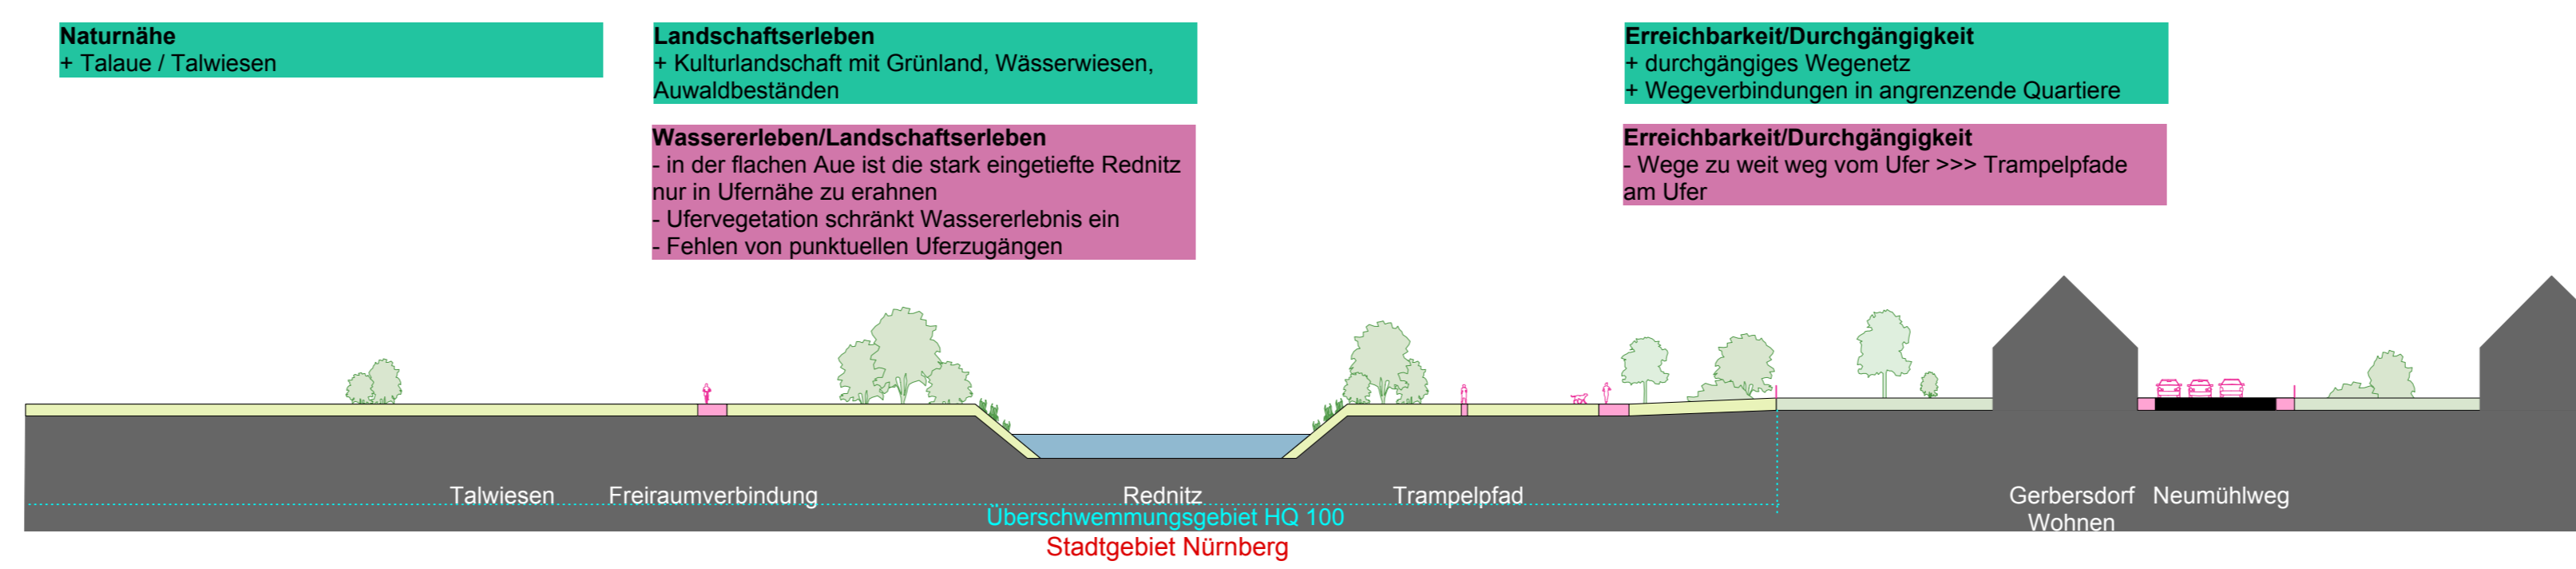 Naturnähe
+ Talaue / Talwiesen
Landschaftserleben
+ Kulturlandschaft mit Grünland, Wässerwiesen,
Auwaldbeständen
Wassererleben/Landschaftserleben
- in der flachen Aue ist die stark eingetiefte Rednitz
nur in Ufernähe zu erahnen
- Ufervegetation schränkt Wassererlebnis ein
- Fehlen von punktuellen Uferzugängen
Erreichbarkeit/Durchgängigkeit
+ durchgängiges Wegenetz
+ Wegeverbindungen in angrenzende Quartiere
Erreichbarkeit/Durchgängigkeit
- Wege zu weit weg vom Ufer >>> Trampelpfade
am Ufer
Talwiesen
Freiraumverbindung
Rednitz
Trampelpfad
Gerbersdorf
Wohnen
Neumühlweg
Überschwemmungsgebiet HQ 100
Stadtgebiet Nürnberg